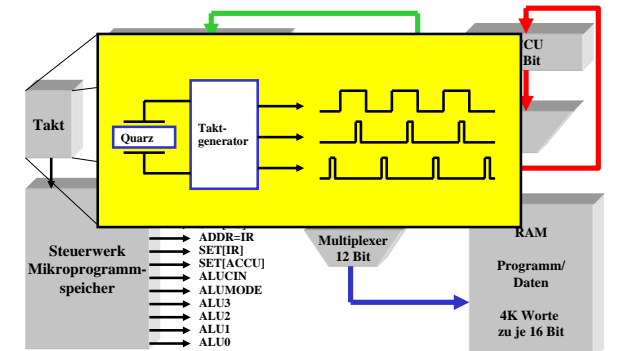 CCU
Bit
Takt
Quarz
Takt-
generator
Steuerwerk
Mikroprogramm-
speicher
ADDR=IR
SET[IR]
SET[ACCU]
ALUCIN
ALUMODE
ALU3
ALU2
ALU1
ALU0
Multiplexer
12 Bit
RAM
Programm/
Daten
4K Worte
zu je 16 Bit